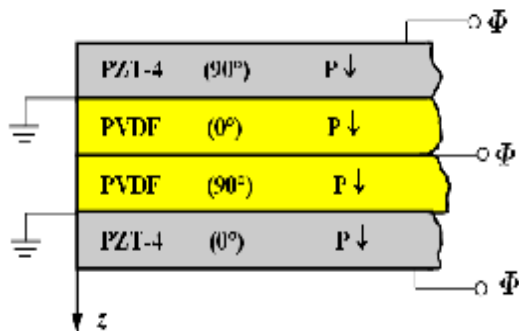 Φ
PZT-4 (90°) P↓
PVDF (0°) P↓
Φ
PVDF (90°) P↓
PZT-4 (0°) P↓
Φ
z